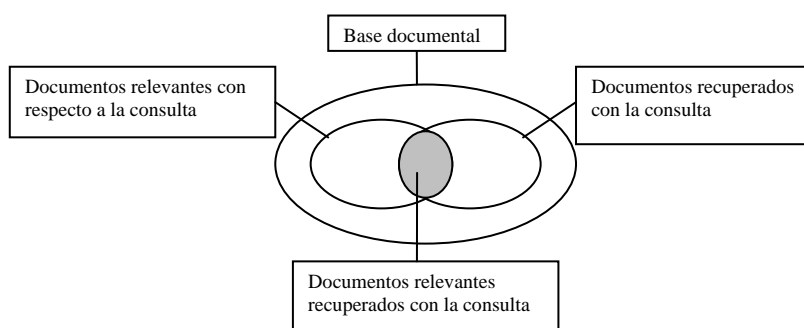 Base documental
Documentos relevantes con
respecto a la consulta
Documentos recuperados
con la consulta
Documentos relevantes
recuperados con la consulta